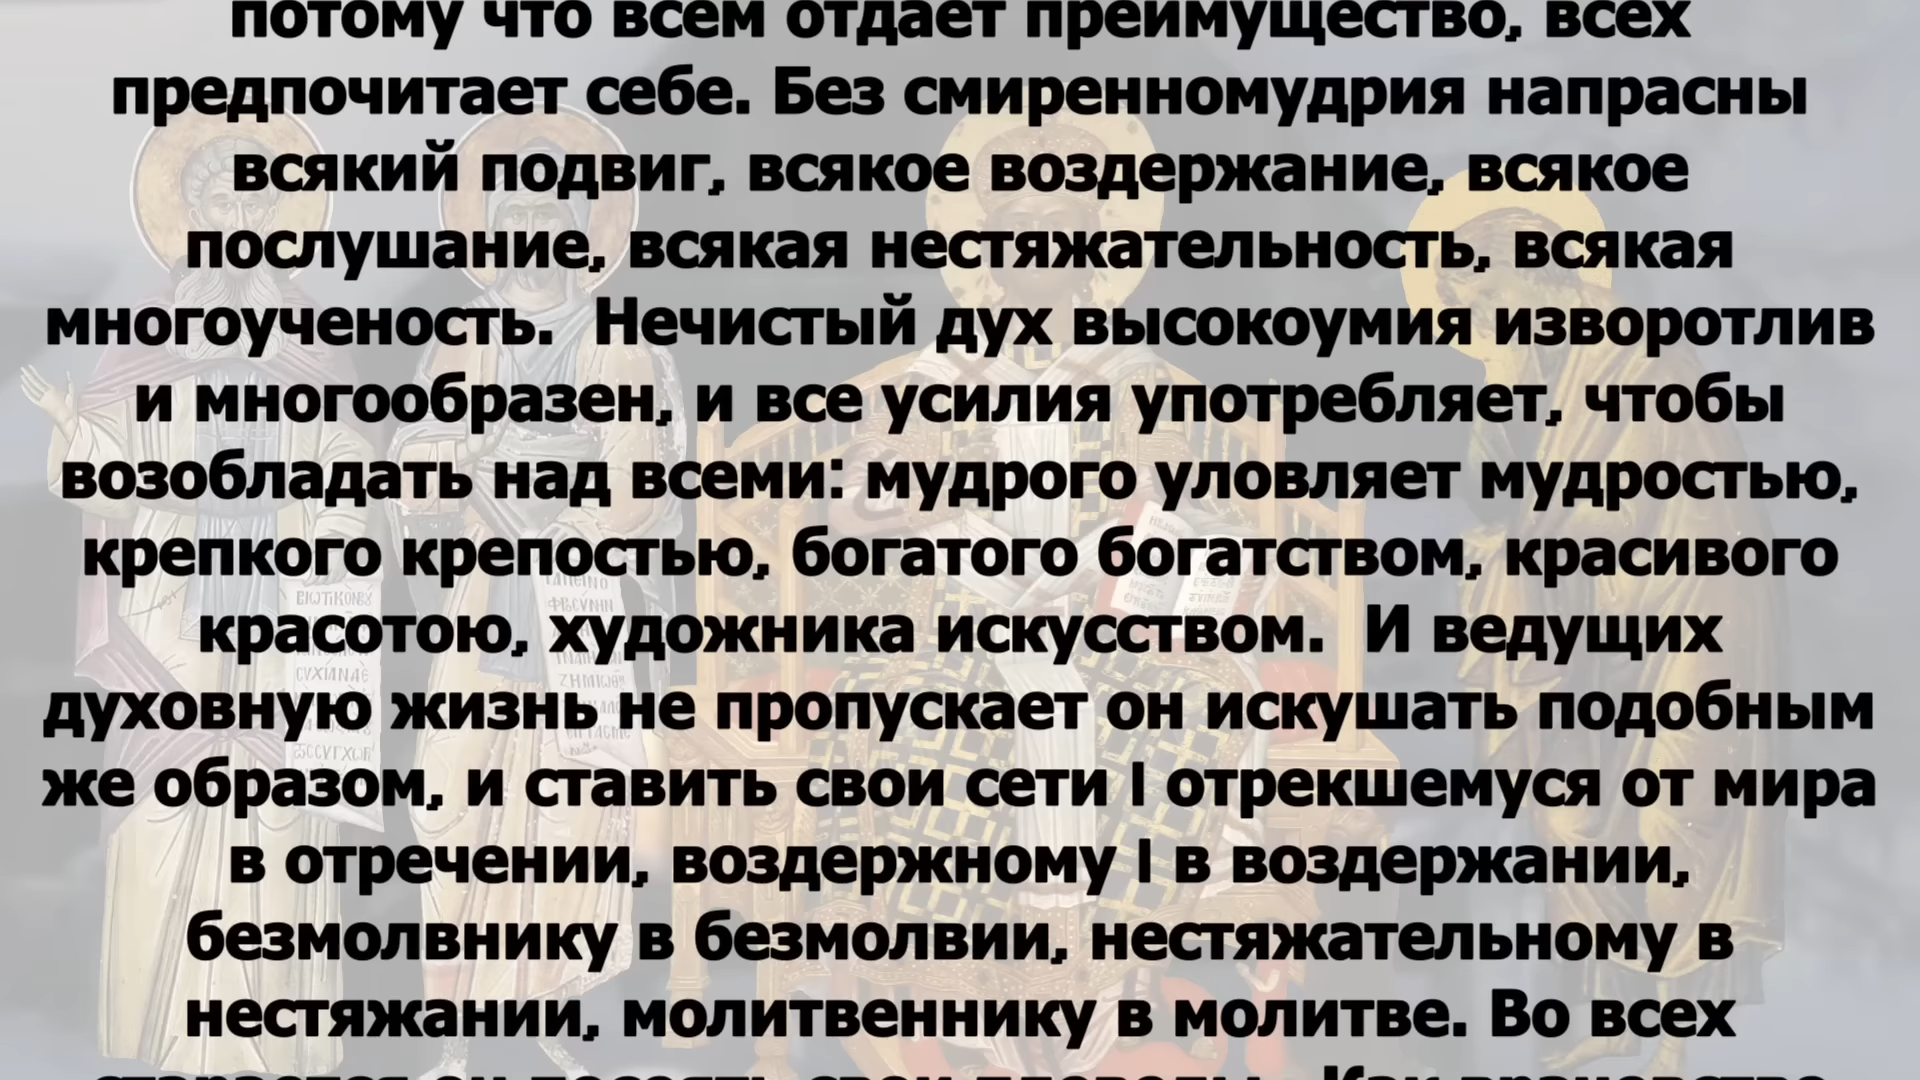 потому что всем отдает преимущество, всех
предпочитает себе. Без смиренномудрия напрасны
всякий подвиг, всякое воздержание, всякое
послушание, всякая нестяжательность, всякая
многоученость. Нечистый дух высокоумия изворотлив
и многообразен, и все усилия употребляет, чтобы
возобладать над всеми: мудрого уловляет мудростью,
крепкого крепостью, богатого богатством, красивого
красотою, художника искусством. И ведущих
духовную жизнь не пропускает он искушать подобным
же образом, и ставить свои сети I отрекшемуся от мира
в отречении, воздержному I в воздержании,
безмолвнику в безмолвии, нестяжательному в
нестяжании, молитвеннику в молитве. Во всех